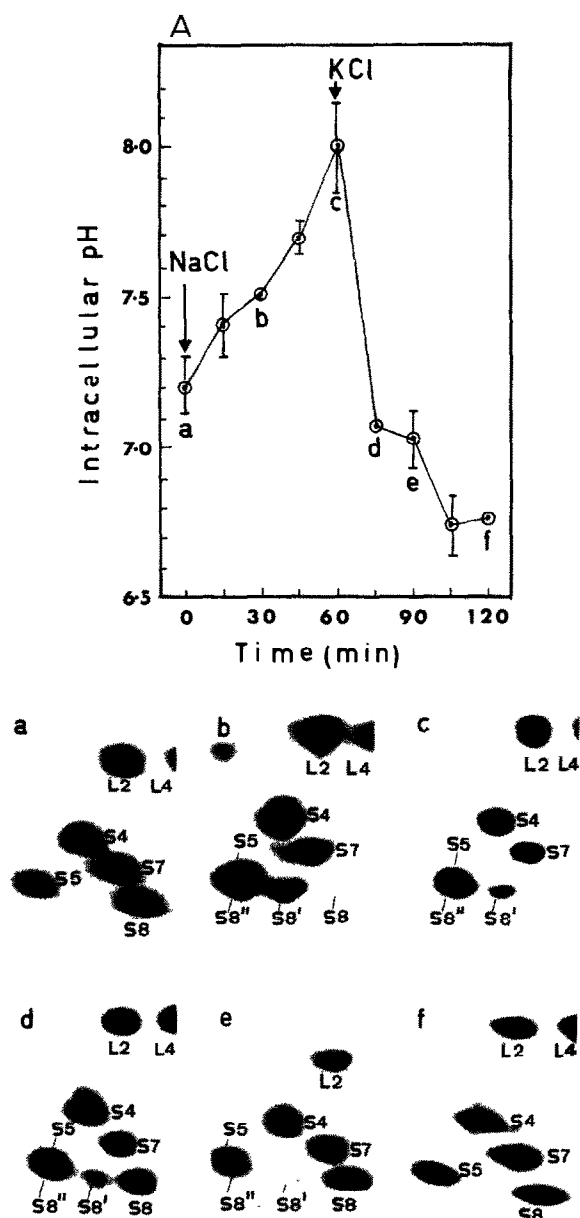 A
KCl
8·0
c
NaCl
7·5
b
a
7·0
d
e
f
6·5
Intracellular pH
0 30 60 90 120
Time (min)
a b c
L2 L4 L2 L4 L2 L4
S4 S4 S4
S5 S7 S5 S7 S5 S7
S8 S8" S8' S8 S8" S8'
d e f
L2 L4 L2 L2 L4
S4 S4 S4
S5 S7 S5 S7 S5 S7
S8" S8' S8 S8" S8' S8 S8